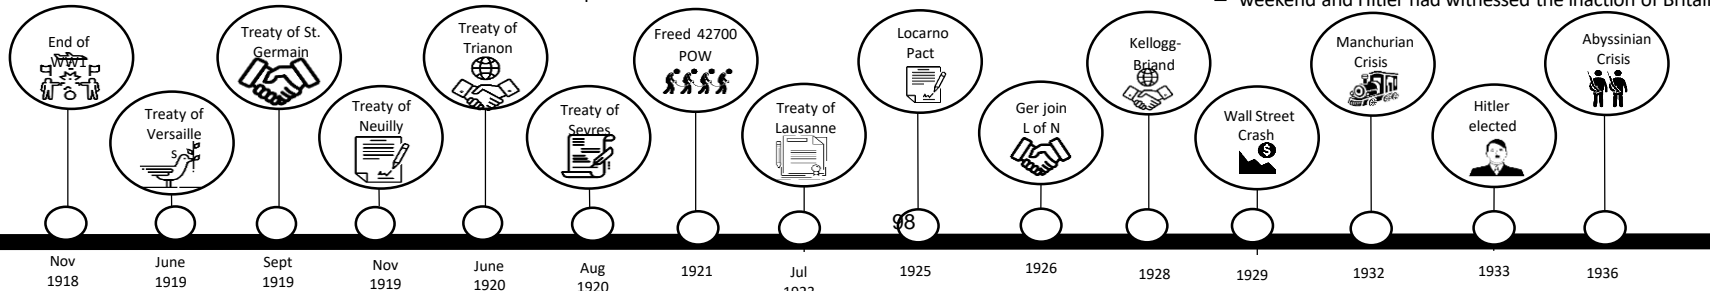 – weekend and Hitler had witnessed the inaction of Britai
End of
WW1
Treaty of
Versaille
s
Treaty of St.
Germain
Treaty of
Neuilly
Treaty of
Trianon
Treaty of
Sevres
Freed 42700
POW
Treaty of
Lausanne
Locarno
Pact
Ger join
L of N
Kellogg-
Briand
Wall Street
Crash
$
Manchurian
Crisis
Hitler
elected
Abyssinian
Crisis
98
Nov
1918
June
1919
Sept
1919
Nov
1919
June
1920
Aug
1920
1921
Jul
1923
1925
1926
1928
1929
1932
1933
1936